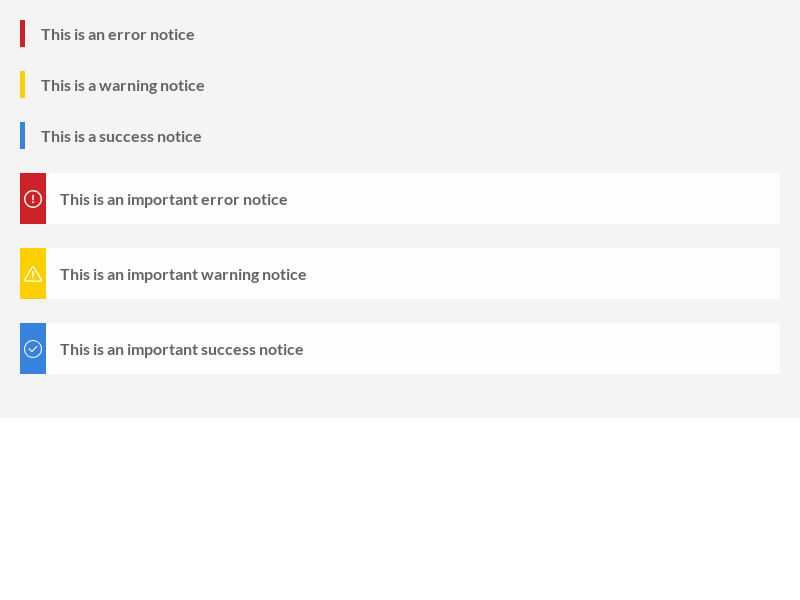 This is an error notice
This is a warning notice
This is a success notice
This is an important error notice
This is an important warning notice
This is an important success notice